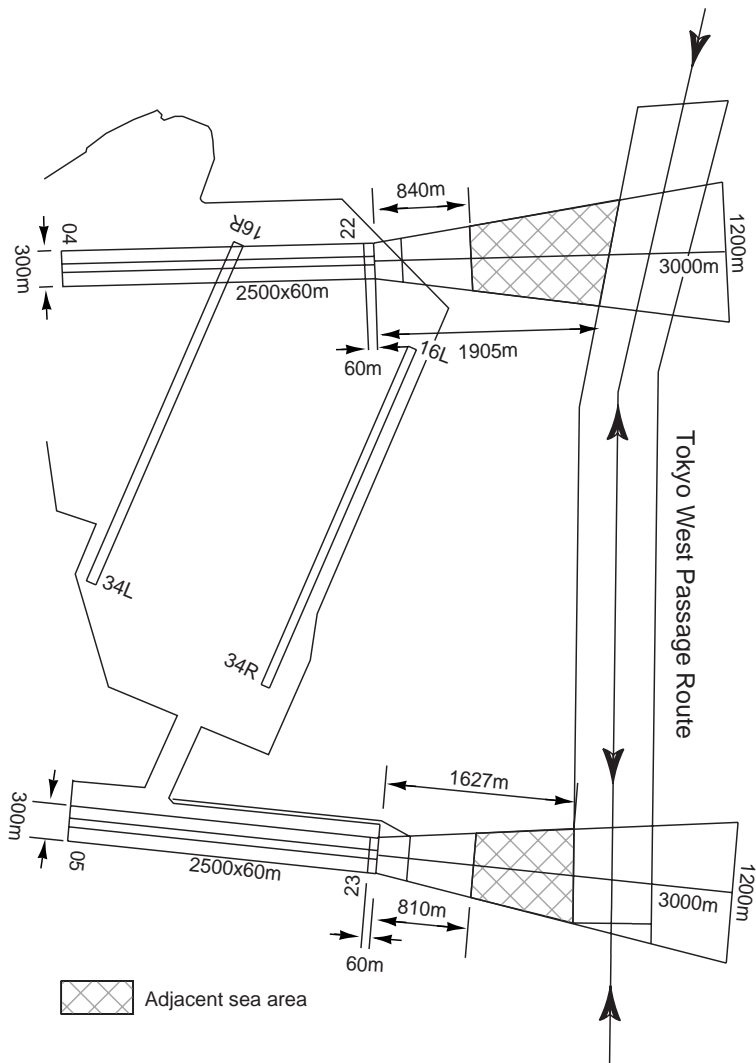 840m
04
22
16R
300m
1200m
3000m
2500x60m
16L
1905m
60m
Tokyo West Passage Route
34L
34R
1627m
300m
05
2500x60m
23
810m
3000m
1200m
60m
Adjacent sea area